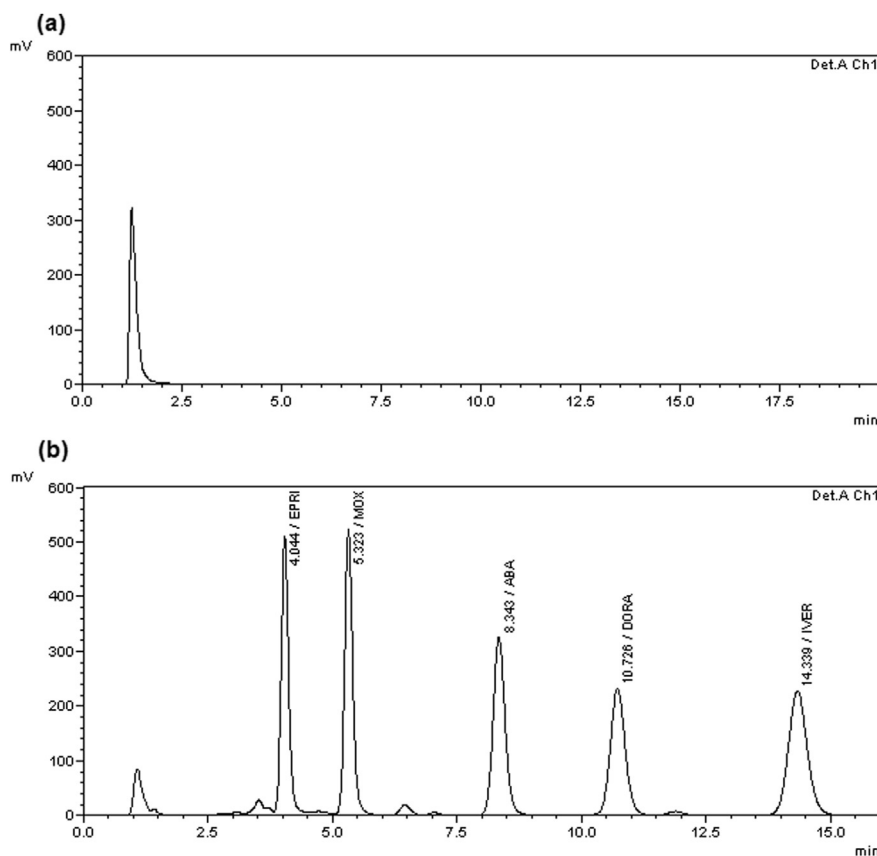 (a)
mV
600
Det.A Ch1
500
400
300
200
100
0
0.0 2.5 5.0 7.5 10.0 12.5 15.0 17.5
min
(b)
mV
600
Det.A Ch1
4.044 / EPRI
5.323 / MOX
8.343 / ABA
10.726 / DORA
14.339 / IVER
500
400
300
200
100
0
0.0 2.5 5.0 7.5 10.0 12.5 15.0
min